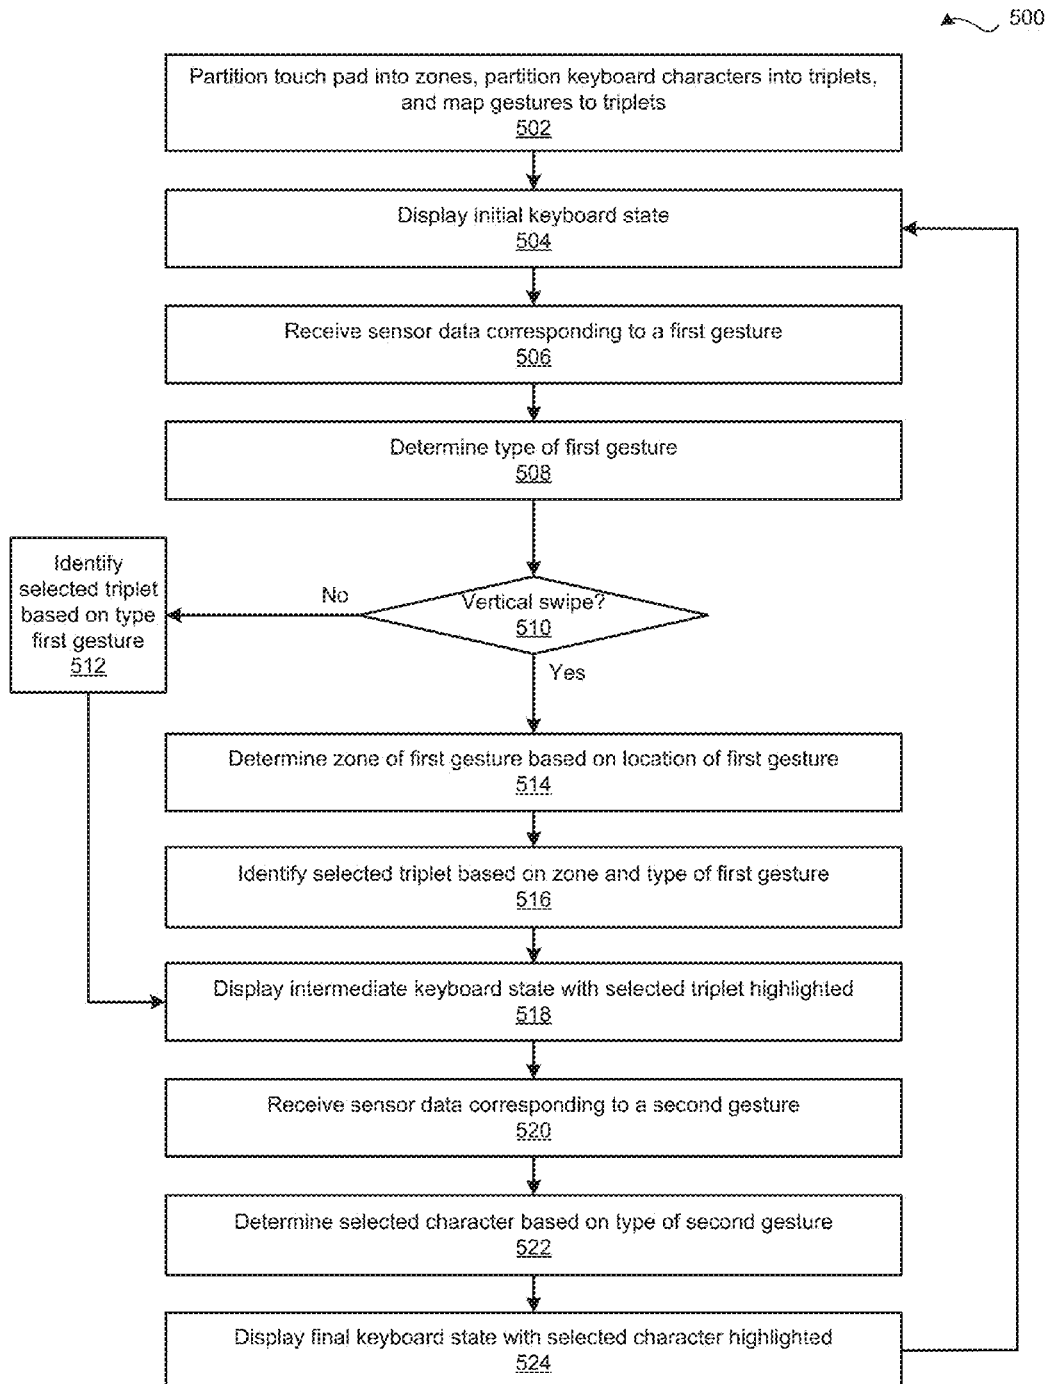 500
Partition touch pad into zones, partition keyboard characters into triplets,
and map gestures to triplets
502
Display initial keyboard state
504
Receive sensor data corresponding to a first gesture
506
Determine type of first gesture
508
Identify
selected triplet
based on type
first gesture
512
No
Vertical swipe?
510
Yes
Determine zone of first gesture based on location of first gesture
514
Identify selected triplet based on zone and type of first gesture
516
Display intermediate keyboard state with selected triplet highlighted
518
Receive sensor data corresponding to a second gesture
520
Determine selected character based on type of second gesture
522
Display final keyboard state with selected character highlighted
524